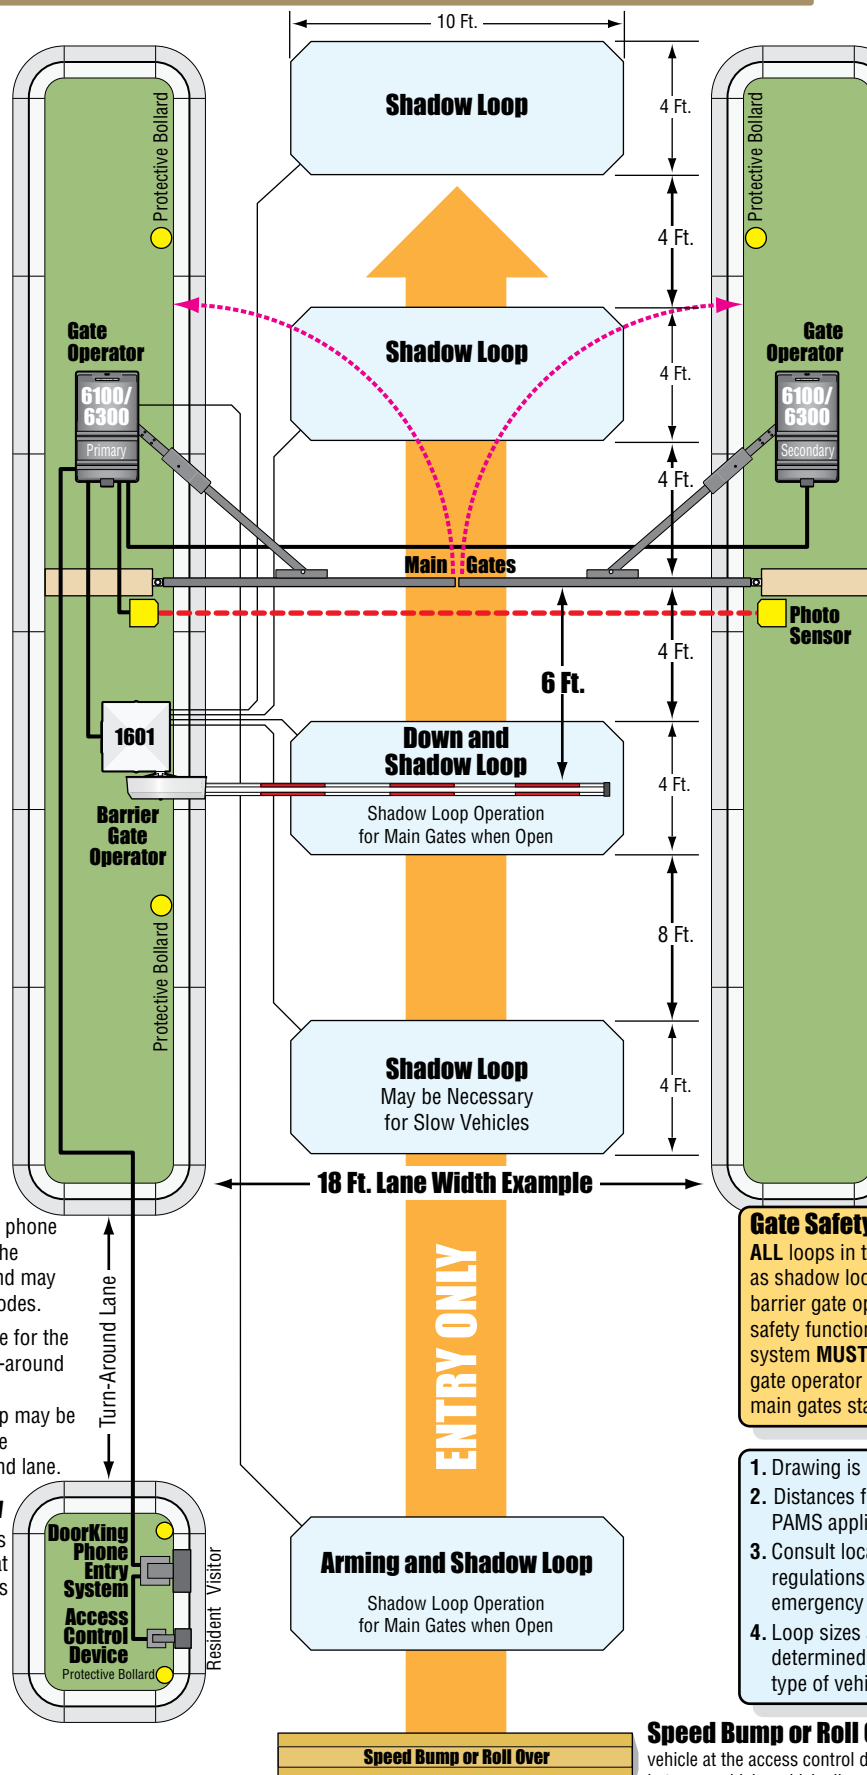 10 Ft.
Shadow Loop
4 Ft.
Protective Bollard
Protective Bollard
4 Ft.
Gate
Operator
6100/
6300
Primary
Shadow Loop
4 Ft.
Gate
Operator
6100/
6300
Secondary
4 Ft.
Main Gates
Photo
Sensor
4 Ft.
6 Ft.
1601
Barrier
Gate
Operator
Down and
Shadow Loop
Shadow Loop Operation
for Main Gates when Open
4 Ft.
Protective Bollard
8 Ft.
Shadow Loop
May be Necessary
for Slow Vehicles
4 Ft.
18 Ft. Lane Width Example
phone
he
nd may
odes.
e for the
-around
p may be
e
nd lane.
s
at
s
Turn-Around Lane
ENTRY ONLY
Gate Safety
ALL loops in t
as shadow loo
barrier gate op
safety function
system MUST
gate operator
main gates sta
1. Drawing is
2. Distances f
PAMS appli
3. Consult loca
regulations
emergency
4. Loop sizes
determined
type of vehi
DoorKing
Phone
Entry
System
Access
Control
Device
Protective Bollard
Visitor
Resident
Arming and Shadow Loop
Shadow Loop Operation
for Main Gates when Open
Speed Bump or Roll Over
Speed Bump or Roll O
vehicle at the access control d